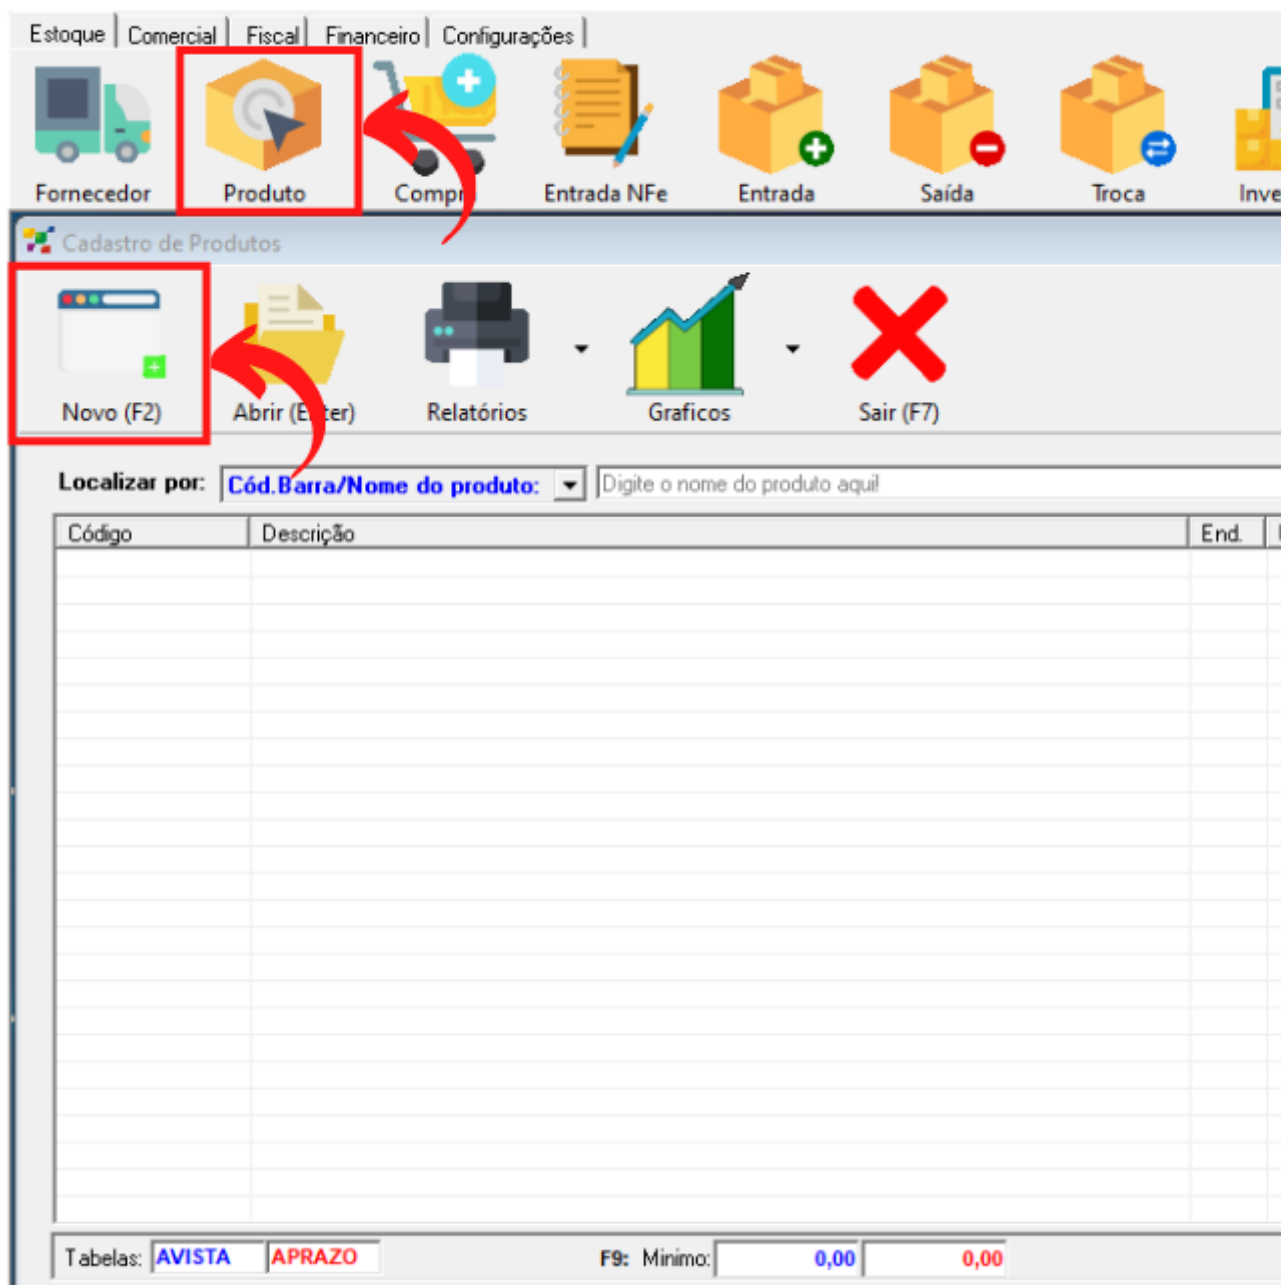 Estoque Comercial Fiscal Financeiro Configurações
Fornecedor Produto Entrada NFe Entrada Saída Troca
Cadastro de Produtos
Novo (F2) Abrir (Enter) Relatórios Graficos Sair (F7)
Localizar por: Cód.Barra/Nome do produto: Digite o nome do produto aqui!
Código Descrição End.
Tabelas: AVISTA APRAZO F9: Minimo: 0,00 0,00